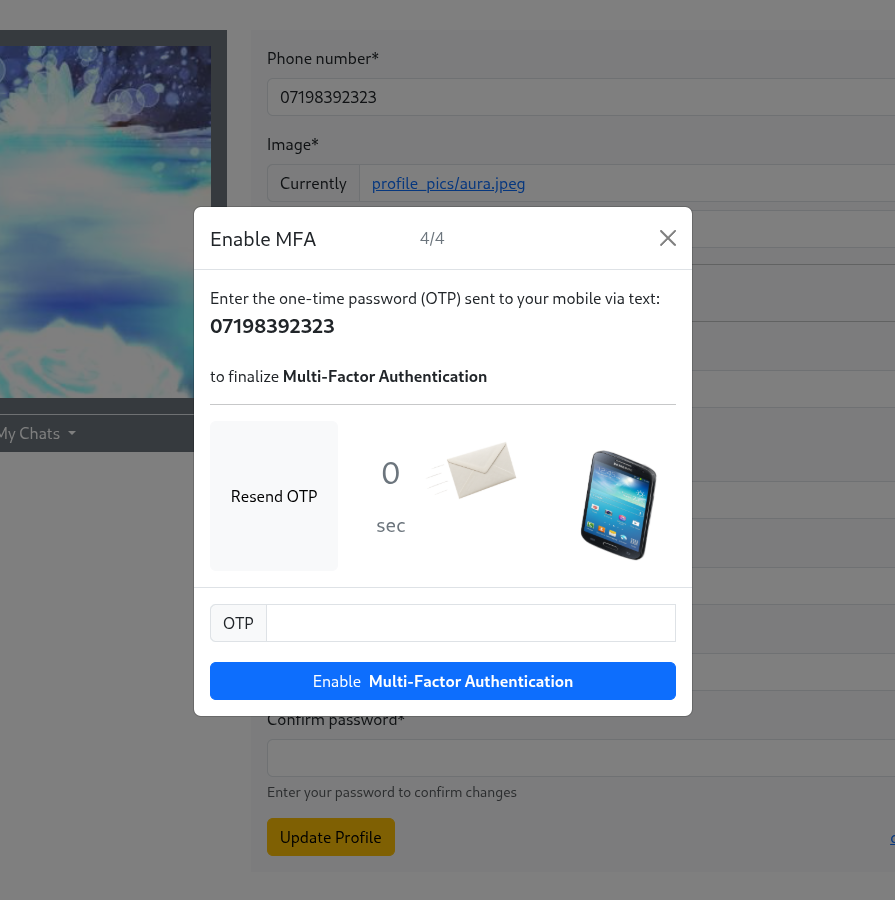 Phone number*
07198392323
Image*
Currently profile_pics/aura.jpeg
Enable MFA 4/4
Enter the one-time password (OTP) sent to your mobile via text:
07198392323
to finalize Multi-Factor Authentication
My Chats
Resend OTP
0
sec
OTP
Enable Multi-Factor Authentication
Confirm password*
Enter your password to confirm changes
Update Profile